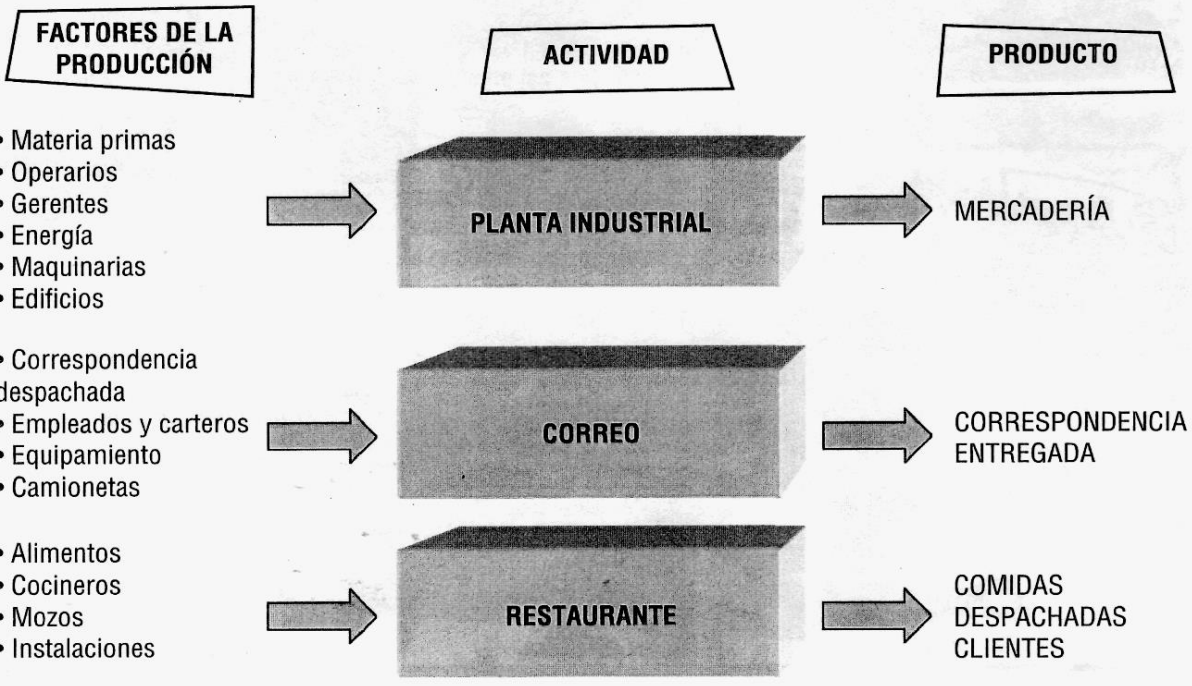 FACTORES DE LA
PRODUCCIÓN
ACTIVIDAD
PRODUCTO
• Materia primas
• Operarios
• Gerentes
• Energía
• Maquinarias
• Edificios
PLANTA INDUSTRIAL
MERCADERÍA
• Correspondencia
despachada
• Empleados y carteros
• Equipamiento
• Camionetas
CORREO
CORRESPONDENCIA
ENTREGADA
• Alimentos
• Cocineros
• Mozos
• Instalaciones
RESTAURANTE
COMIDAS
DESPACHADAS
CLIENTES